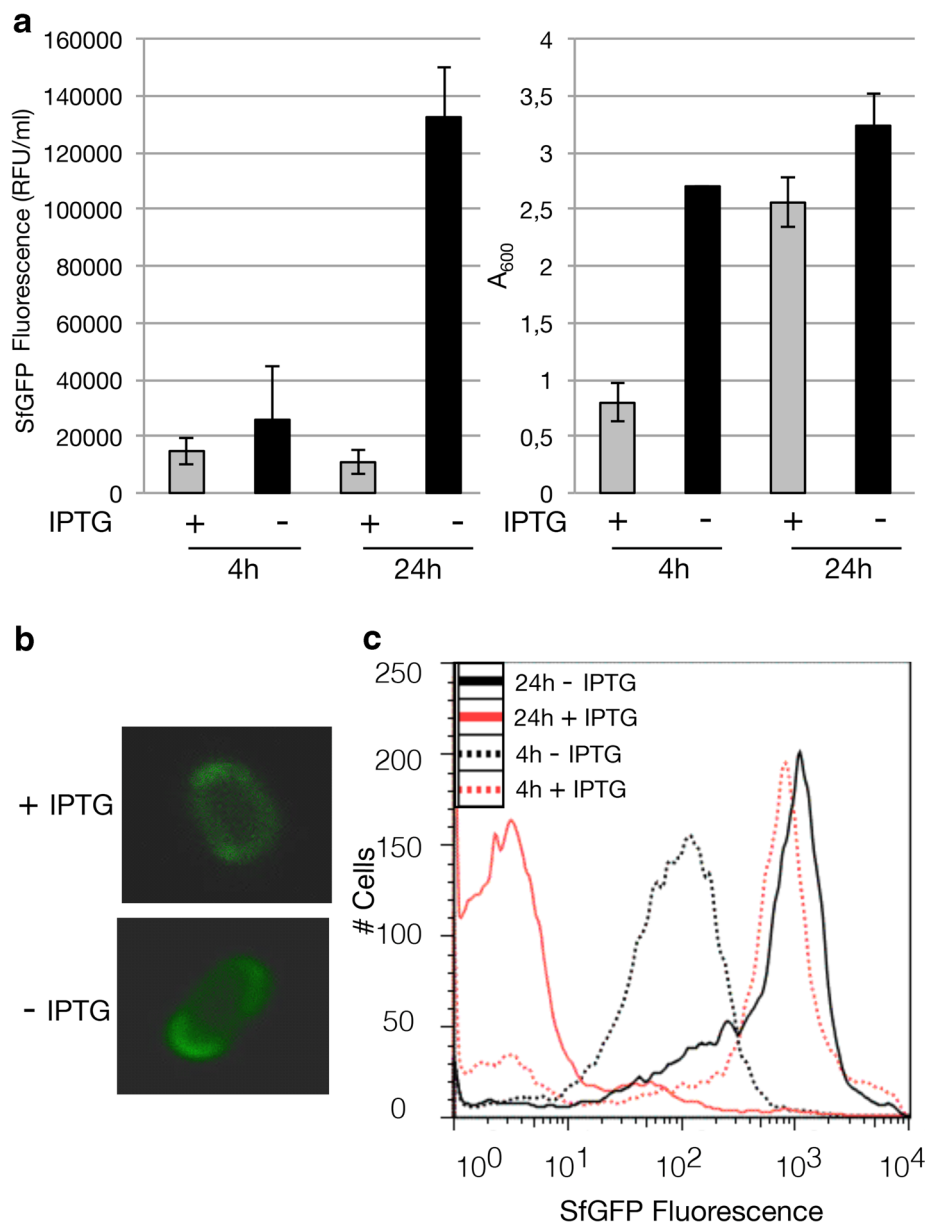 a
SfGFP Fluorescence (RFU/ml)
160000
140000
120000
100000
80000
60000
40000
20000
0
IPTG + - + -
4h 24h
A600
4
3,5
3
2,5
2
1,5
1
0,5
0
IPTG + - + -
4h 24h
b
+ IPTG
- IPTG
c
# Cells
250
200
150
100
50
0
24h - IPTG
24h + IPTG
4h - IPTG
4h + IPTG
10^0 10^1 10^2 10^3 10^4
SfGFP Fluorescence